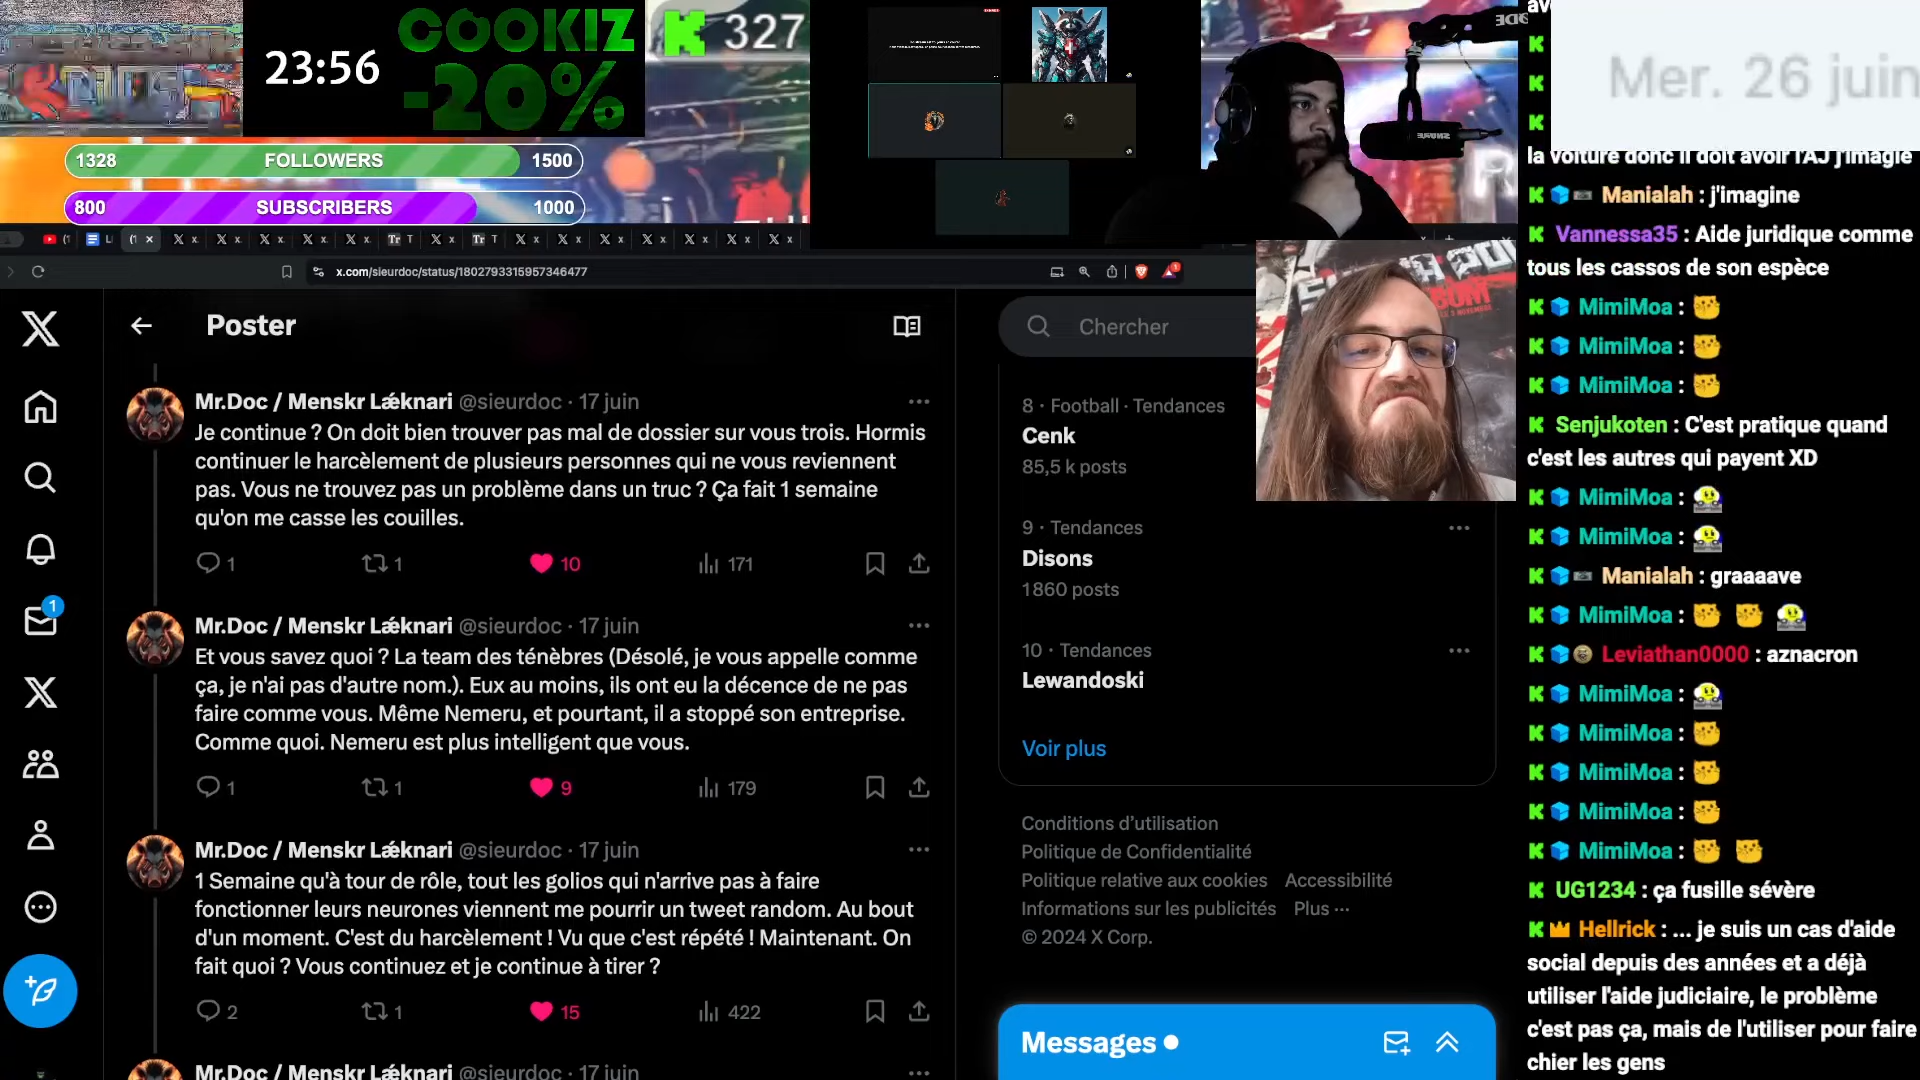 23:56
COOKIZ
-20%
327
1328 FOLLOWERS 1500
800 SUBSCRIBERS 1000
x.com/sieurdoc/status/1802793315957346477
Poster
Mr.Doc / Menskr Lǽknari @sieurdoc · 17 juin
Je continue ? On doit bien trouver pas mal de dossier sur vous trois. Hormis
continuer le harcèlement de plusieurs personnes qui ne vous reviennent
pas. Vous ne trouvez pas un problème dans un truc ? Ça fait 1 semaine
qu'on me casse les couilles.
1 1 10 171
Mr.Doc / Menskr Lǽknari @sieurdoc · 17 juin
Et vous savez quoi ? La team des ténèbres (Désolé, je vous appelle comme
ça, je n'ai pas d'autre nom.). Eux au moins, ils ont eu la décence de ne pas
faire comme vous. Même Nemeru, et pourtant, il a stoppé son entreprise.
Comme quoi. Nemeru est plus intelligent que vous.
1 1 9 179
Mr.Doc / Menskr Lǽknari @sieurdoc · 17 juin
1 Semaine qu'à tour de rôle, tout les golios qui n'arrive pas à faire
fonctionner leurs neurones viennent me pourrir un tweet random. Au bout
d'un moment. C'est du harcèlement ! Vu que c'est répété ! Maintenant. On
fait quoi ? Vous continuez et je continue à tirer ?
2 1 15 422
Mr.Doc / Menskr Lǽknari @sieurdoc · 17 juin
1
Chercher
8 · Football · Tendances
Cenk
85,5 k posts
9 · Tendances
Disons
1860 posts
10 · Tendances
Lewandoski
Voir plus
Conditions d'utilisation
Politique de Confidentialité
Politique relative aux cookies Accessibilité
Informations sur les publicités Plus ···
© 2024 X Corp.
Messages
Mer. 26 juin
la voiture donc il doit avoir l'AJ j'imagie
Manialah : j'imagine
Vannessa35 : Aide juridique comme
tous les cassos de son espèce
MimiMoa :
MimiMoa :
MimiMoa :
Senjukoten : C'est pratique quand
c'est les autres qui payent XD
MimiMoa :
MimiMoa :
Manialah : graaaave
MimiMoa :
Leviathan0000 : aznacron
MimiMoa :
MimiMoa :
MimiMoa :
MimiMoa :
MimiMoa :
UG1234 : ça fusille sévère
Hellrick : ... je suis un cas d'aide
social depuis des années et a déjà
utiliser l'aide judiciaire, le problème
c'est pas ça, mais de l'utiliser pour faire
chier les gens